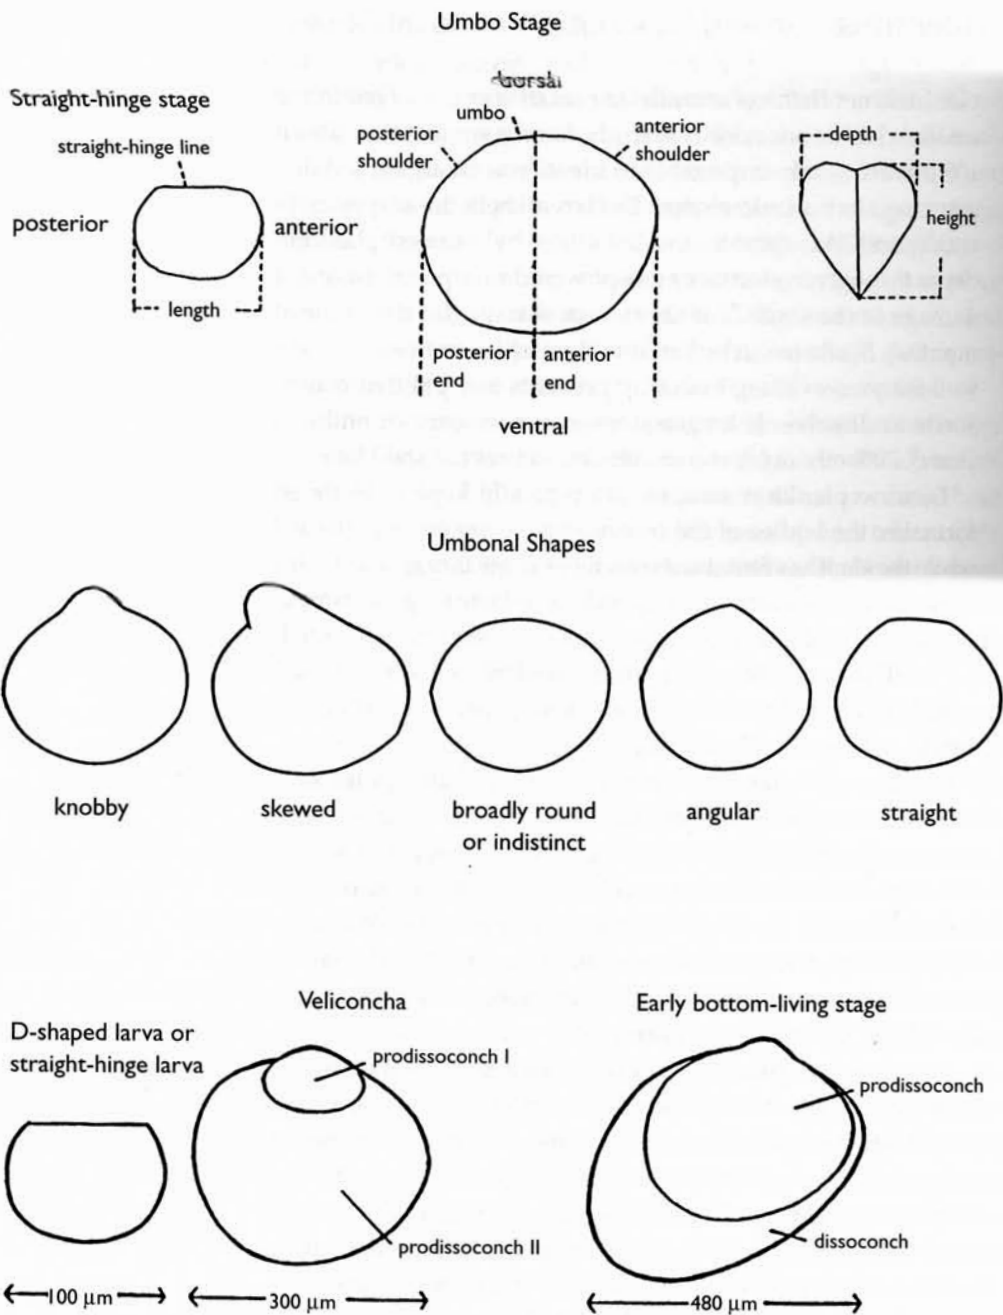 Umbo Stage
dorsal
Straight-hinge stage
umbo
posterior
shoulder
anterior
shoulder
depth
straight-hinge line
height
posterior
anterior
length
posterior
end
anterior
end
ventral
Umbonal Shapes
knobby
skewed
broadly round
or indistinct
angular
straight
Veliconcha
Early bottom-living stage
D-shaped larva or
straight-hinge larva
prodissoconch I
prodissoconch
prodissoconch II
dissoconch
100 μm
300 μm
480 μm